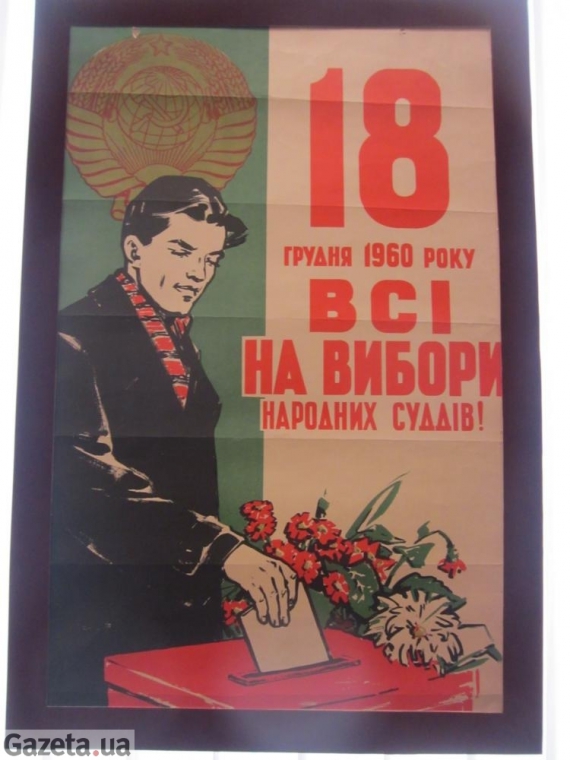 18
ГРУДНЯ 1960 РОКУ
ВСІ
НА ВИБОРИ
НАРОДНИХ СУДДІВ!
Gazeta.ua